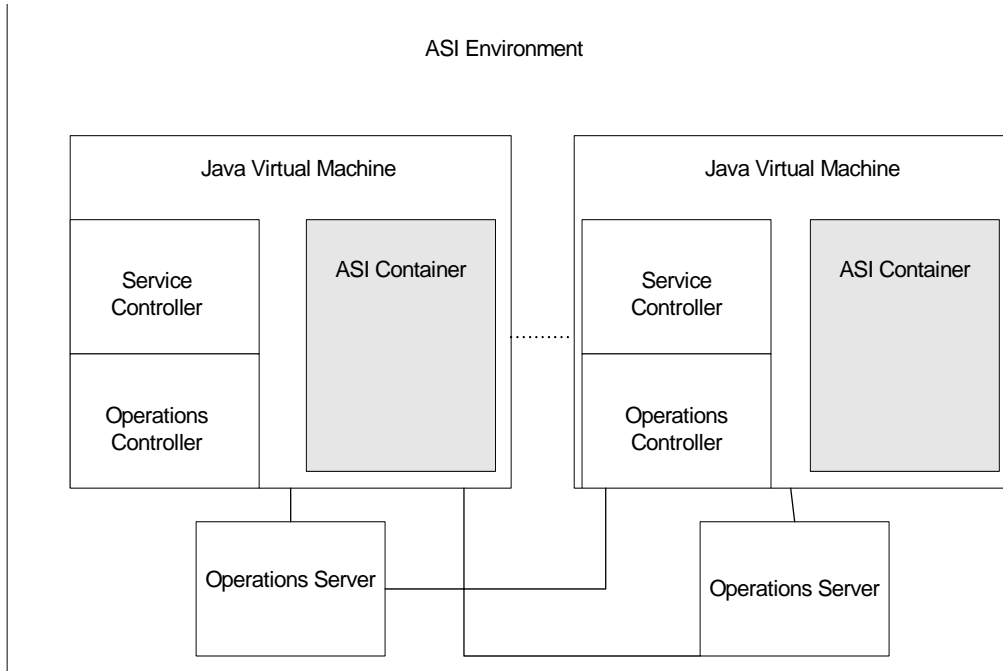 ASI Environment
Java Virtual Machine
Java Virtual Machine
Service
Controller
ASI Container
Service
Controller
ASI Container
Operations
Controller
Operations
Controller
Operations Server
Operations Server